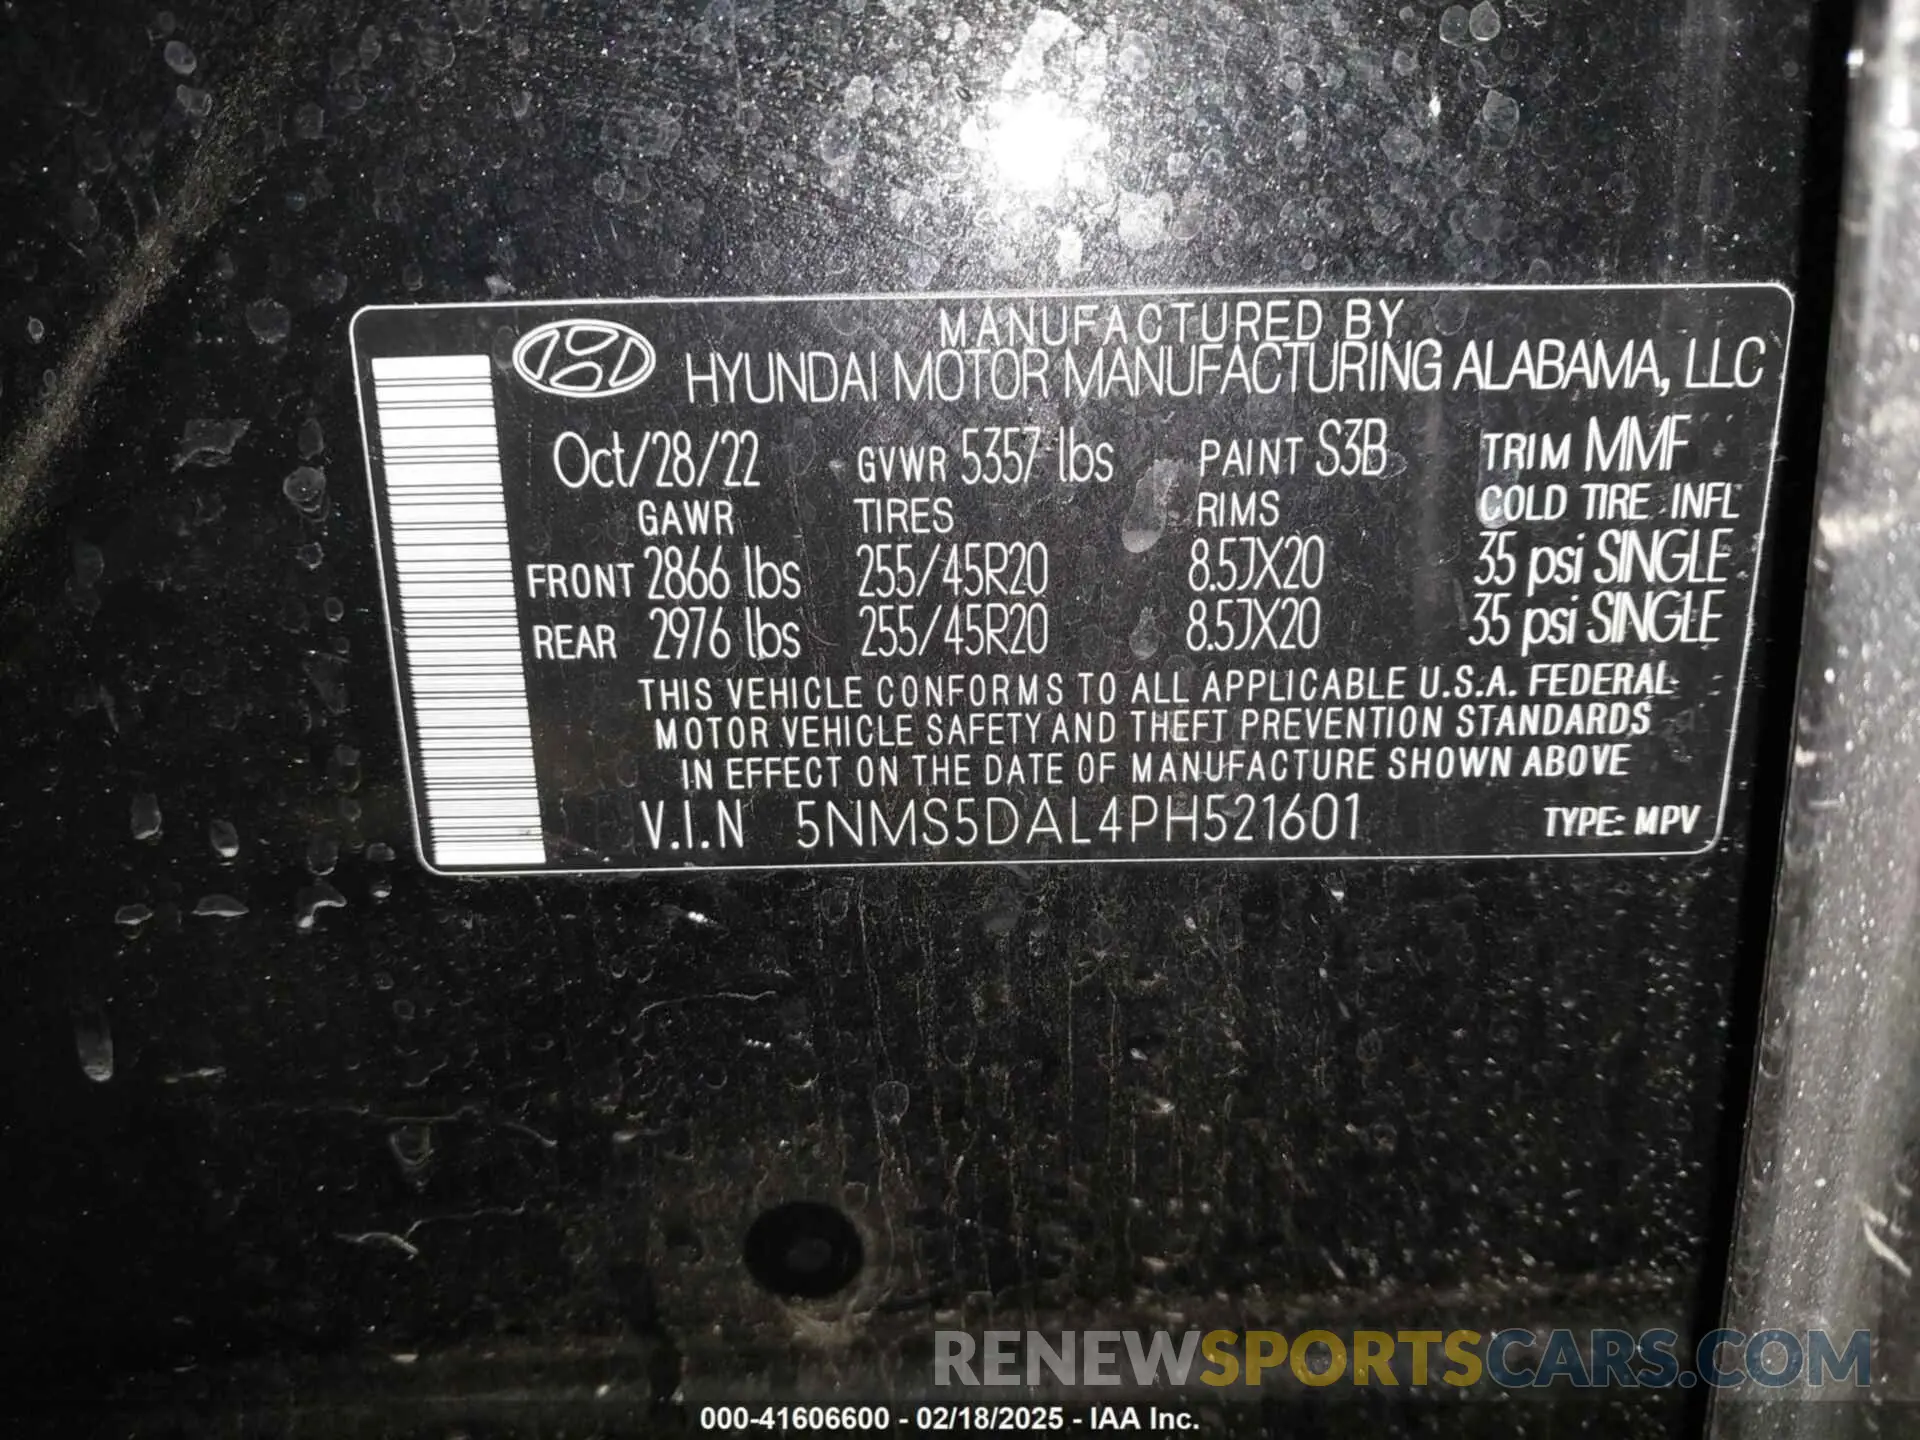 MANUFACTURED BY
HYUNDAI MOTOR MANUFACTURING ALABAMA, LLC
Oct/28/22 GVWR 5357 lbs PAINT S3B TRIM MMF
GAWR TIRES RIMS COLD TIRE INFL
FRONT 2866 lbs 255/45R20 8.5JX20 35 psi SINGLE
REAR 2976 lbs 255/45R20 8.5JX20 35 psi SINGLE
THIS VEHICLE CONFORMS TO ALL APPLICABLE U.S.A. FEDERAL
MOTOR VEHICLE SAFETY AND THEFT PREVENTION STANDARDS
IN EFFECT ON THE DATE OF MANUFACTURE SHOWN ABOVE
V.I.N 5NMS5DAL4PH521601 TYPE: MPV
RENEWSPORTSCARS.COM
000-41606600 - 02/18/2025 - IAA Inc.